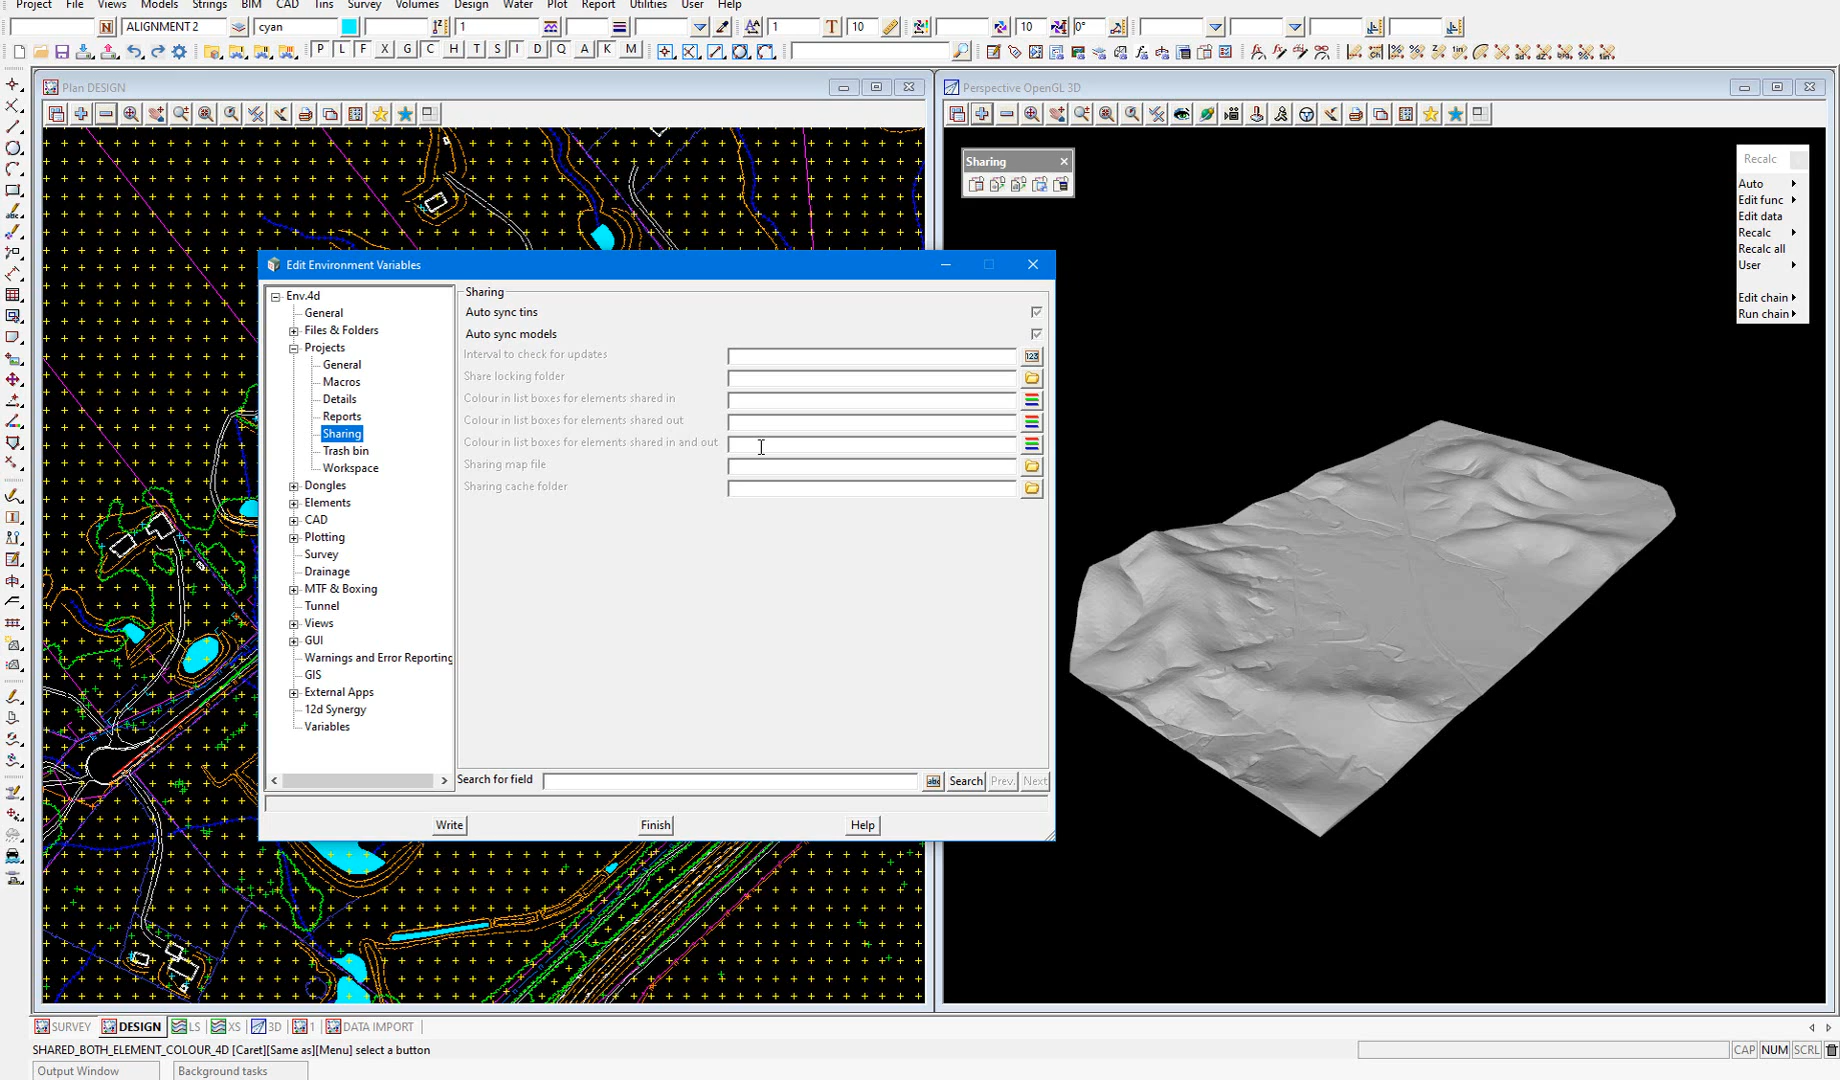 Project File Views Models Strings BIM CAD Tins Survey Volumes Design Water Plot Report Utilities User Help
ALIGNMENT 2 cyan 1 1 10 10 0°
P L F X G C H T S I D Q A K M
Plan DESIGN
Perspective OpenGL 3D
Sharing
Recalc
Auto
Edit func
Edit data
Recalc
Recalc all
User
Edit chain
Run chain
Edit Environment Variables
Env.4d
General
Files & Folders
Projects
General
Macros
Details
Reports
Sharing
Trash bin
Workspace
Dongles
Elements
CAD
Plotting
Survey
Drainage
MTF & Boxing
Tunnel
Views
GUI
Warnings and Error Reporting
GIS
External Apps
12d Synergy
Variables
Sharing
Auto sync tins
Auto sync models
Interval to check for updates
Share locking folder
Colour in list boxes for elements shared in
Colour in list boxes for elements shared out
Colour in list boxes for elements shared in and out
Sharing map file
Sharing cache folder
Search for field Search Prev. Next
Write Finish Help
SURVEY DESIGN LS XS 3D 1 DATA IMPORT
SHARED_BOTH_ELEMENT_COLOUR_4D [Caret][Same as][Menu] select a button CAP NUM SCRL
Output Window Background tasks